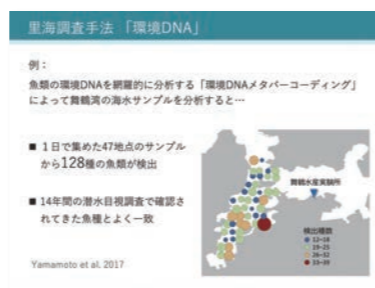 里海調査手法 「環境DNA」
例：
魚類の環境DNAを網羅的に分析する「環境DNAメタバーコーディング」
によって舞鶴湾の海水サンプルを分析すると…
■ 1日で集めた47地点のサンプル
から128種の魚類が検出
■ 14年間の潜水目視調査で確認さ
れてきた魚種とよく一致
Yamamoto et al. 2017
舞鶴水産実験所
検出種数
12−18
19−25
26−32
33−39